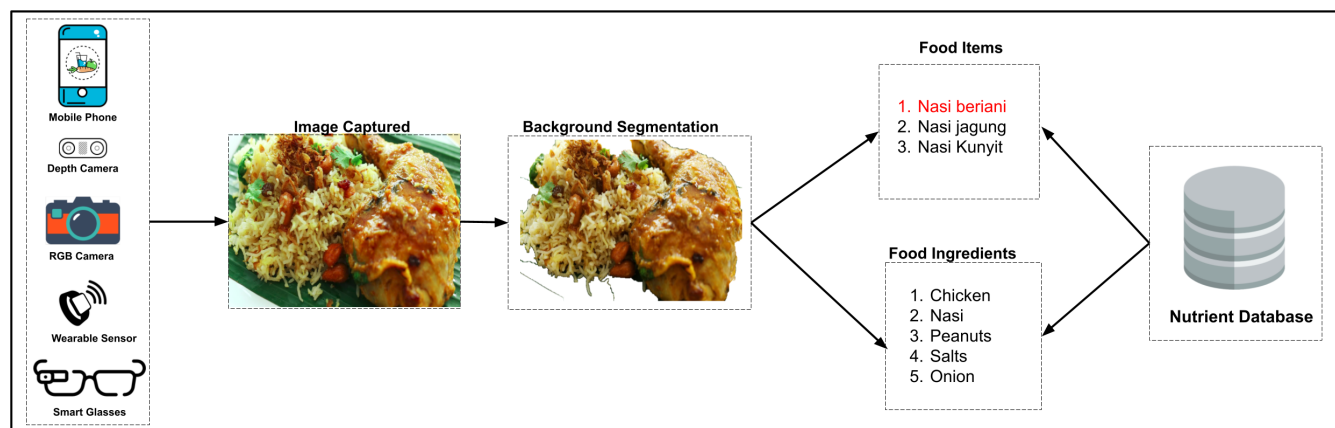 Mobile Phone
Depth Camera
RGB Camera
Wearable Sensor
Smart Glasses
Image Captured
Background Segmentation
Food Items
1. Nasi beriani
2. Nasi jagung
3. Nasi Kunyit
Food Ingredients
1. Chicken
2. Nasi
3. Peanuts
4. Salts
5. Onion
Nutrient Database